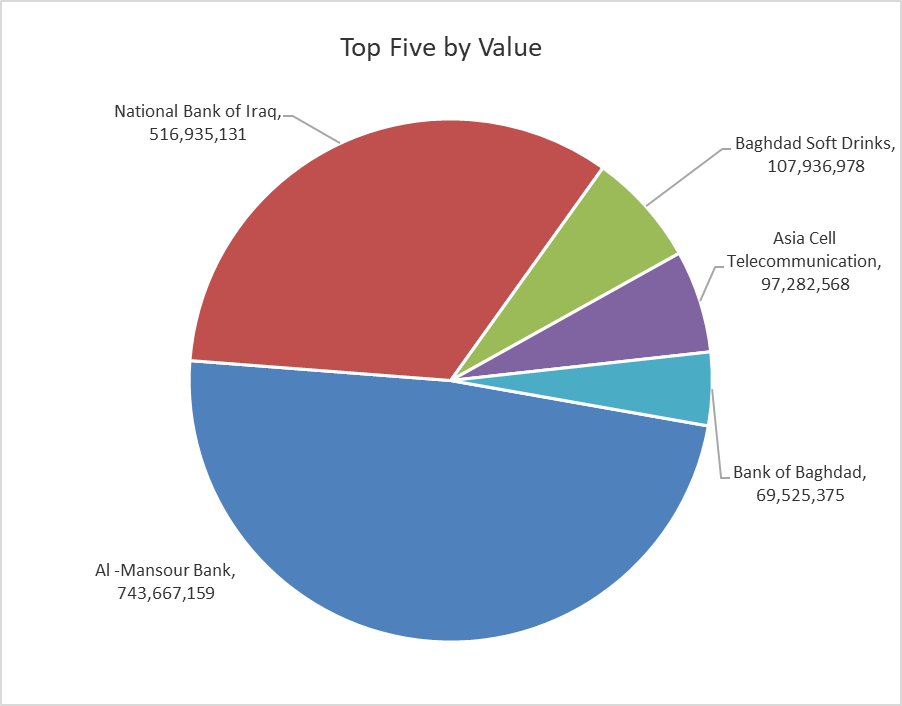 Top Five by Value
National Bank of Iraq,
516,935,131
Baghdad Soft Drinks,
107,936,978
Asia Cell
Telecommunication,
97,282,568
Bank of Baghdad,
69,525,375
Al -Mansour Bank,
743,667,159